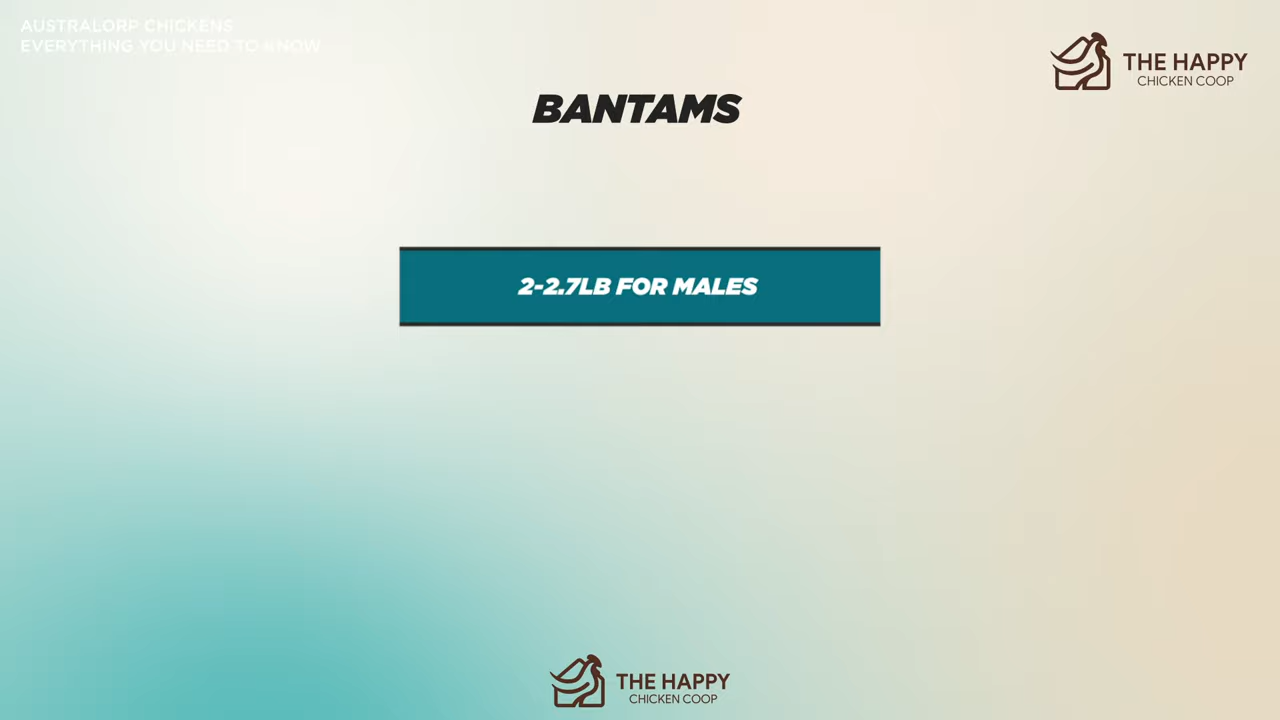 AUSTRALORP CHICKENS
EVERYTHING YOU NEED TO KNOW
THE HAPPY
CHICKEN COOP
BANTAMS
2-2.7LB FOR MALES
THE HAPPY
CHICKEN COOP